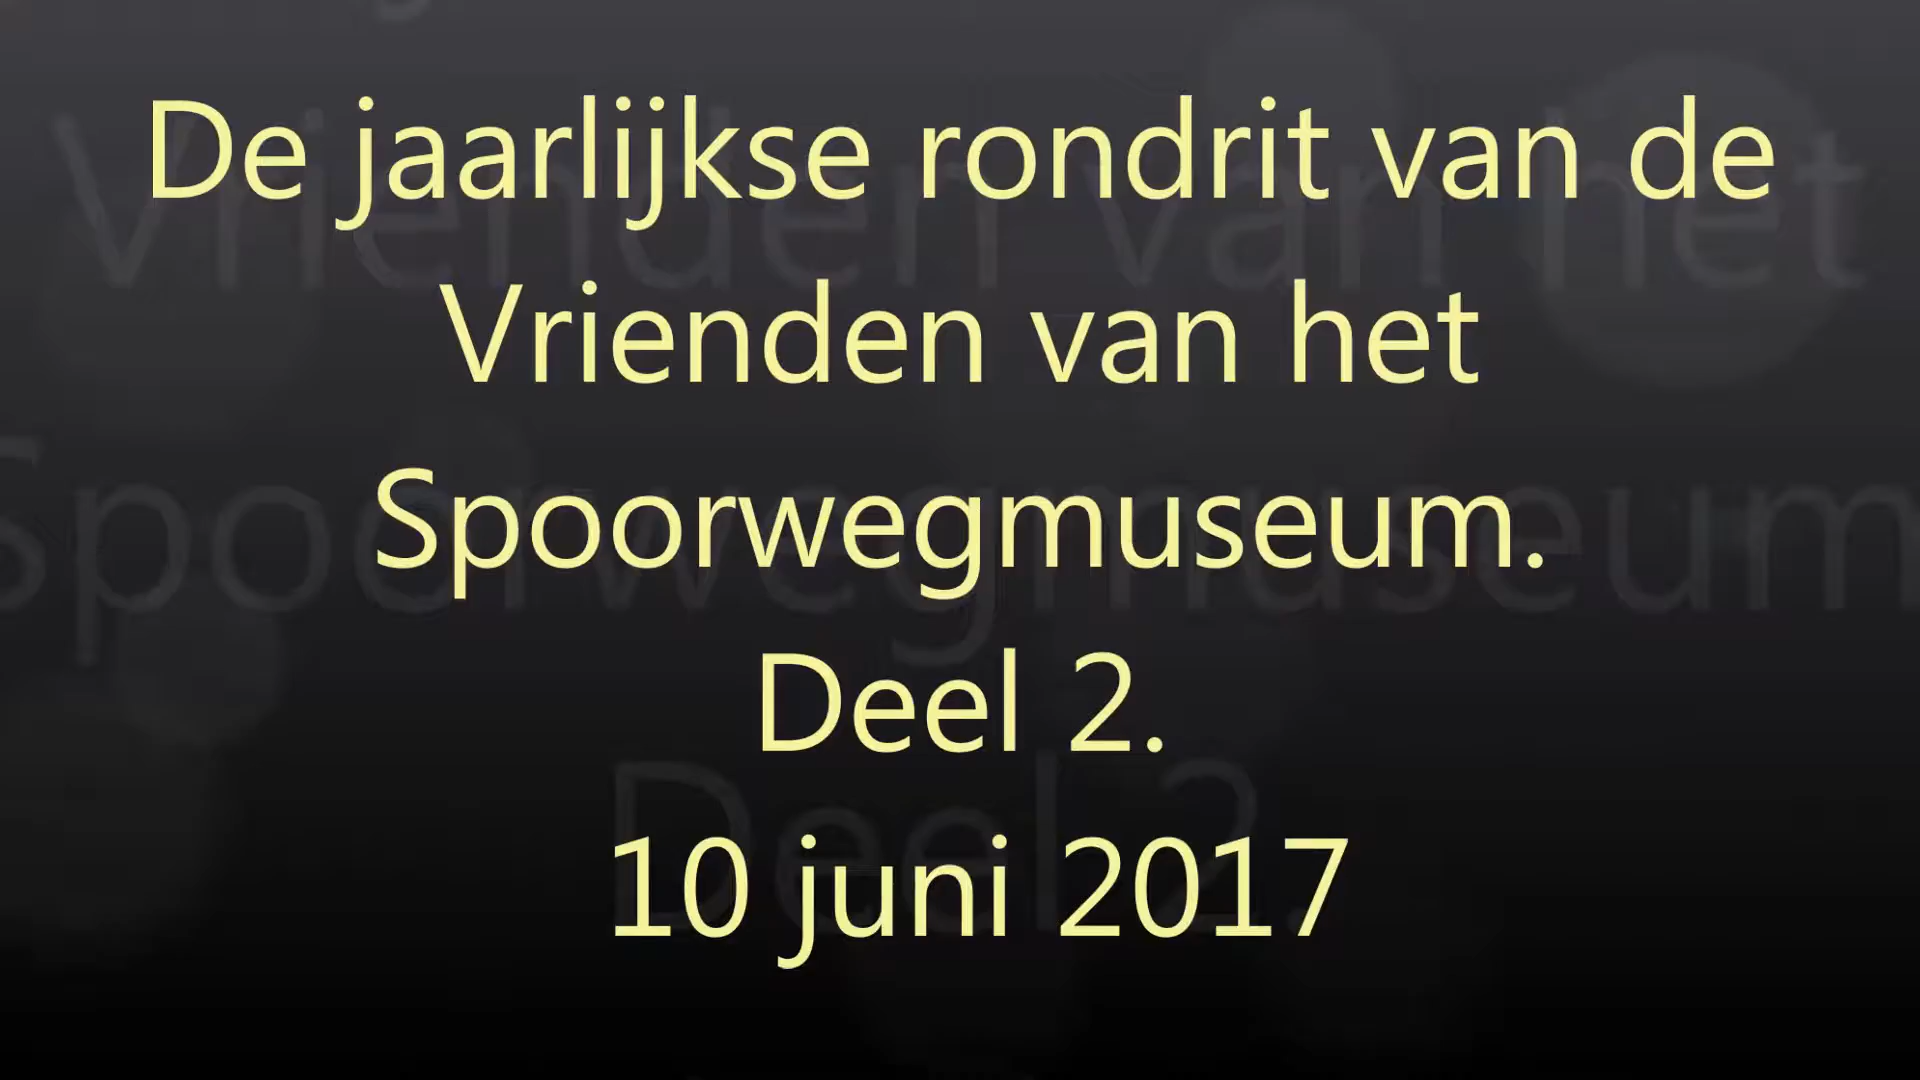 De jaarlijkse rondrit van de
Vrienden van het
Spoorwegmuseum.
Deel 2.
10 juni 2017